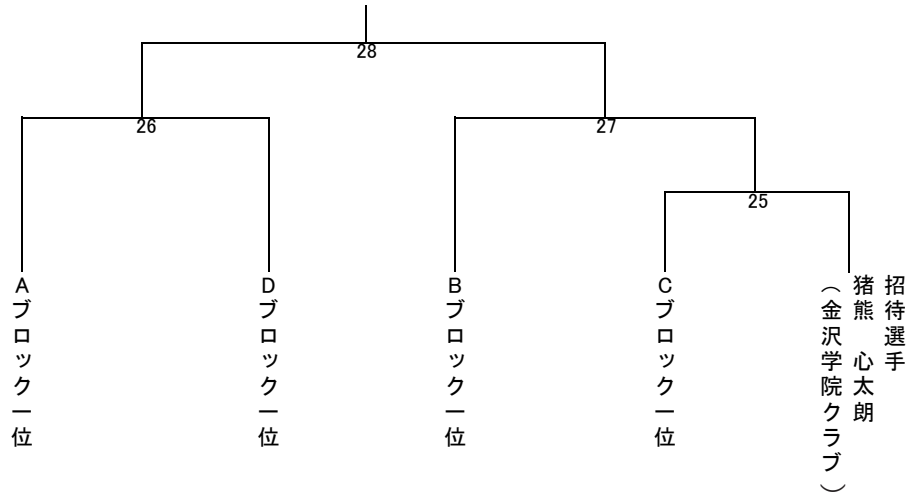 28
26
27
25
Aブロック一位
Dブロック一位
Bブロック一位
Cブロック一位
招待選手
猪熊 心太朗
（金沢学院クラブ）